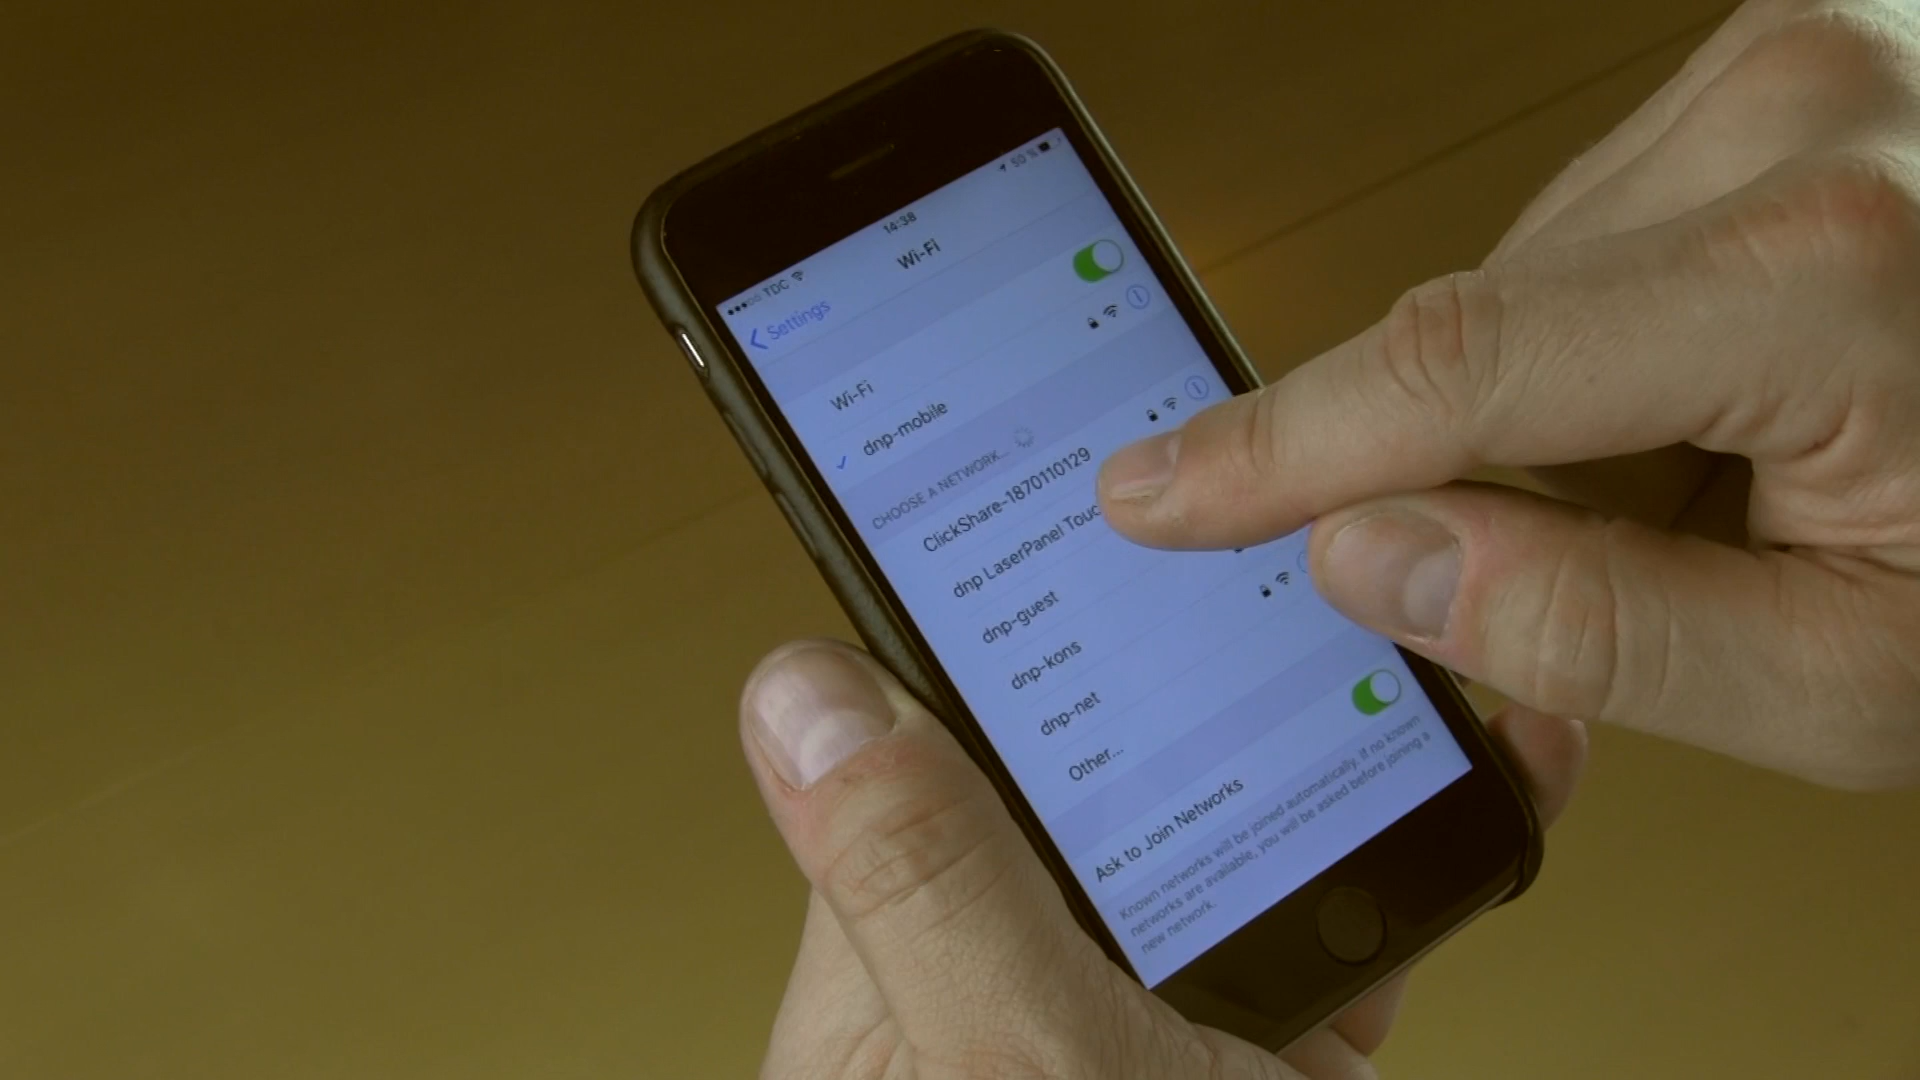 TDC 14:38 50 %
Settings Wi-Fi
Wi-Fi
dnp-mobile
CHOOSE A NETWORK...
ClickShare-1870110129
dnp LaserPanel Touc
dnp-guest
dnp-kons
dnp-net
Other...
Ask to Join Networks
Known networks will be joined automatically. If no known
networks are available, you will be asked before joining a
new network.